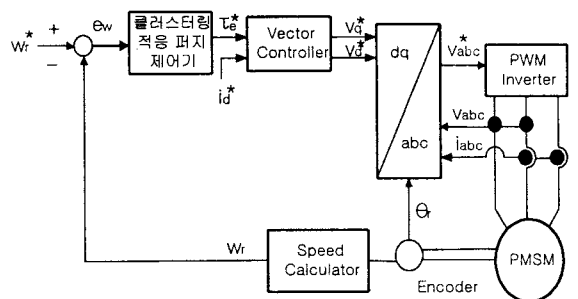 Wr*
+
−
ew
클러스터링
적응 퍼지
제어기
τe*
id*
Vector
Controller
Vq*
Vd*
dq
abc
Vabc*
PWM
Inverter
Vabc
iabc
θr
Wr
Speed
Calculator
Encoder
PMSM